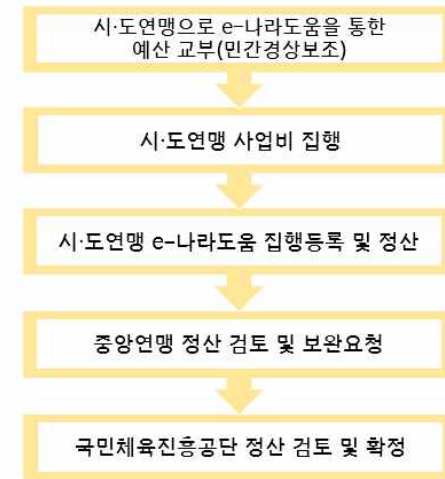 시·도연맹으로 e-나라도움을 통한
예산 교부(민간경상보조)
시·도연맹 사업비 집행
시·도연맹 e-나라도움 집행등록 및 정산
중앙연맹 정산 검토 및 보완요청
국민체육진흥공단 정산 검토 및 확정